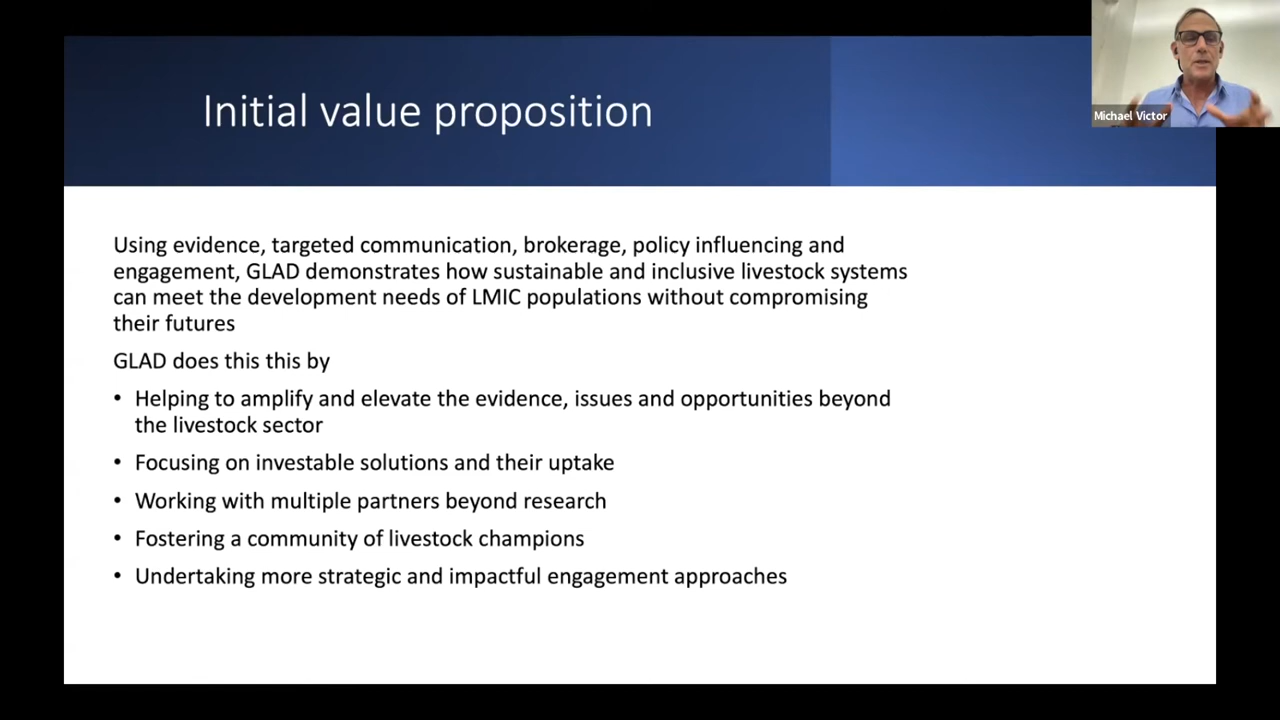 Initial value proposition
Michael Victor
Using evidence, targeted communication, brokerage, policy influencing and
engagement, GLAD demonstrates how sustainable and inclusive livestock systems
can meet the development needs of LMIC populations without compromising
their futures
GLAD does this this by
• Helping to amplify and elevate the evidence, issues and opportunities beyond
the livestock sector
• Focusing on investable solutions and their uptake
• Working with multiple partners beyond research
• Fostering a community of livestock champions
• Undertaking more strategic and impactful engagement approaches